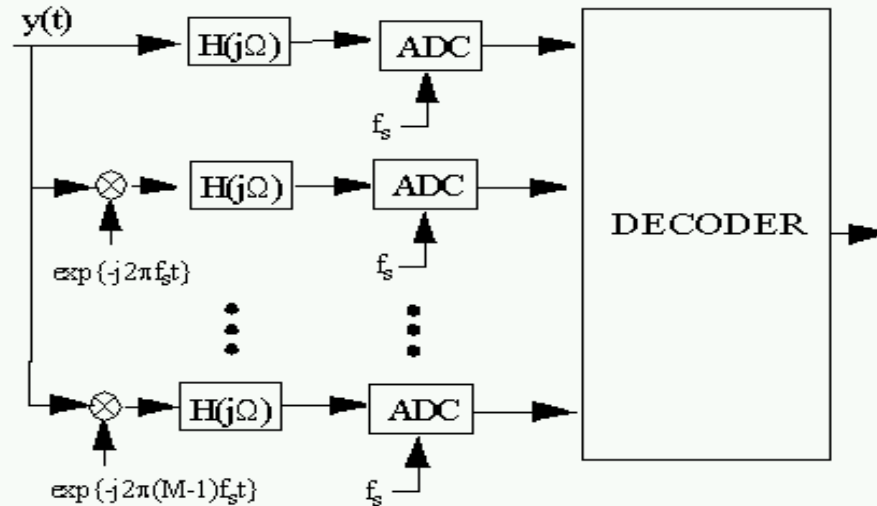 y(t)
H(jΩ)
ADC
f_s
H(jΩ)
ADC
DECODER
exp{-j2πf_st}
f_s
H(jΩ)
ADC
exp{-j2π(M-1)f_st}
f_s